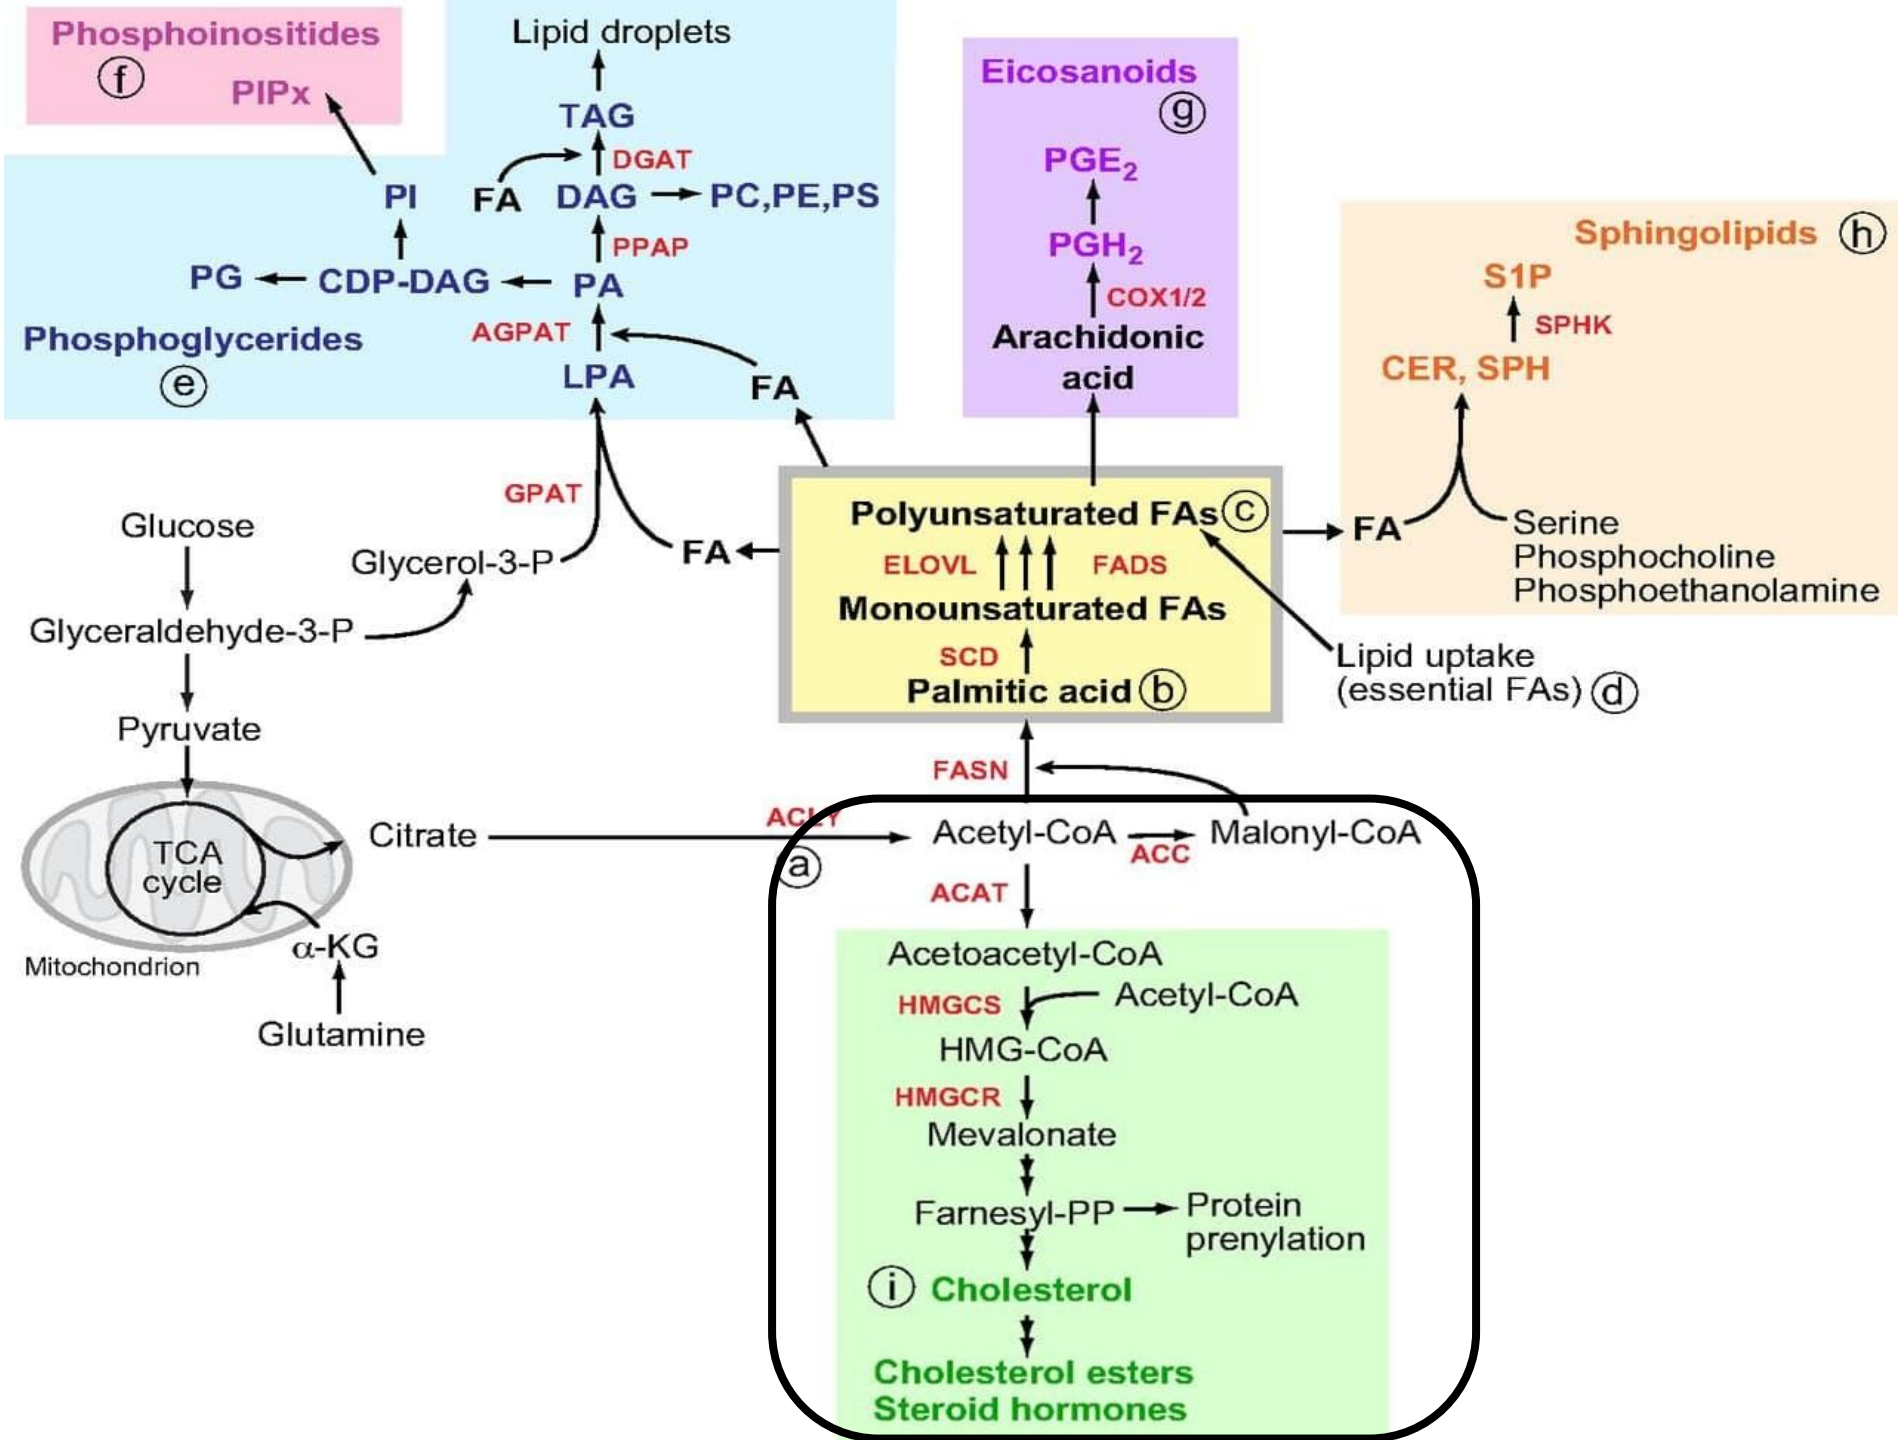 Phosphoinositides
f
PIPx
Lipid droplets
TAG
DGAT
FA
DAG
PC,PE,PS
PI
PPAP
PG
CDP-DAG
PA
AGPAT
Phosphoglycerides
e
LPA
FA
Eicosanoids
g
PGE2
PGH2
COX1/2
Arachidonic
acid
Sphingolipids
h
S1P
SPHK
CER, SPH
FA
Serine
Phosphocholine
Phosphoethanolamine
GPAT
Glucose
Glycerol-3-P
FA
Glyceraldehyde-3-P
Pyruvate
Polyunsaturated FAs
c
ELOVL
FADS
Monounsaturated FAs
SCD
Palmitic acid
b
Lipid uptake
(essential FAs)
d
FASN
TCA
cycle
Citrate
ACLY
a
Acetyl-CoA
ACC
Malonyl-CoA
α-KG
Mitochondrion
Glutamine
ACAT
Acetoacetyl-CoA
HMGCS
Acetyl-CoA
HMG-CoA
HMGCR
Mevalonate
Farnesyl-PP
Protein
prenylation
i
Cholesterol
Cholesterol esters
Steroid hormones